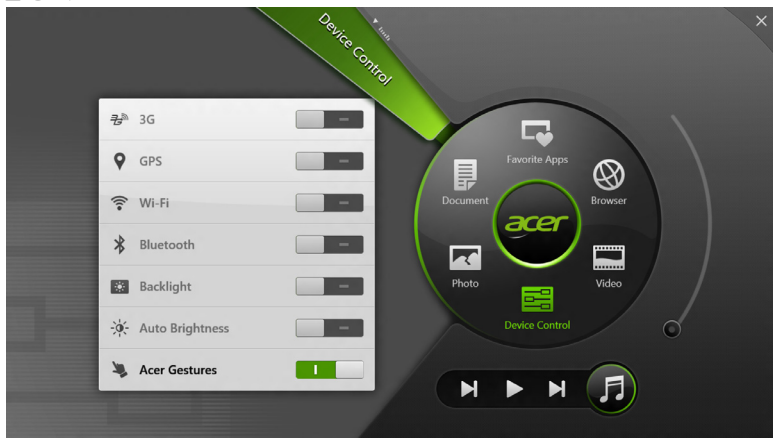 Device Control
3G
GPS
Wi-Fi
Bluetooth
Backlight
Auto Brightness
Acer Gestures
Favorite Apps
Document
Browser
acer
Photo
Video
Device Control